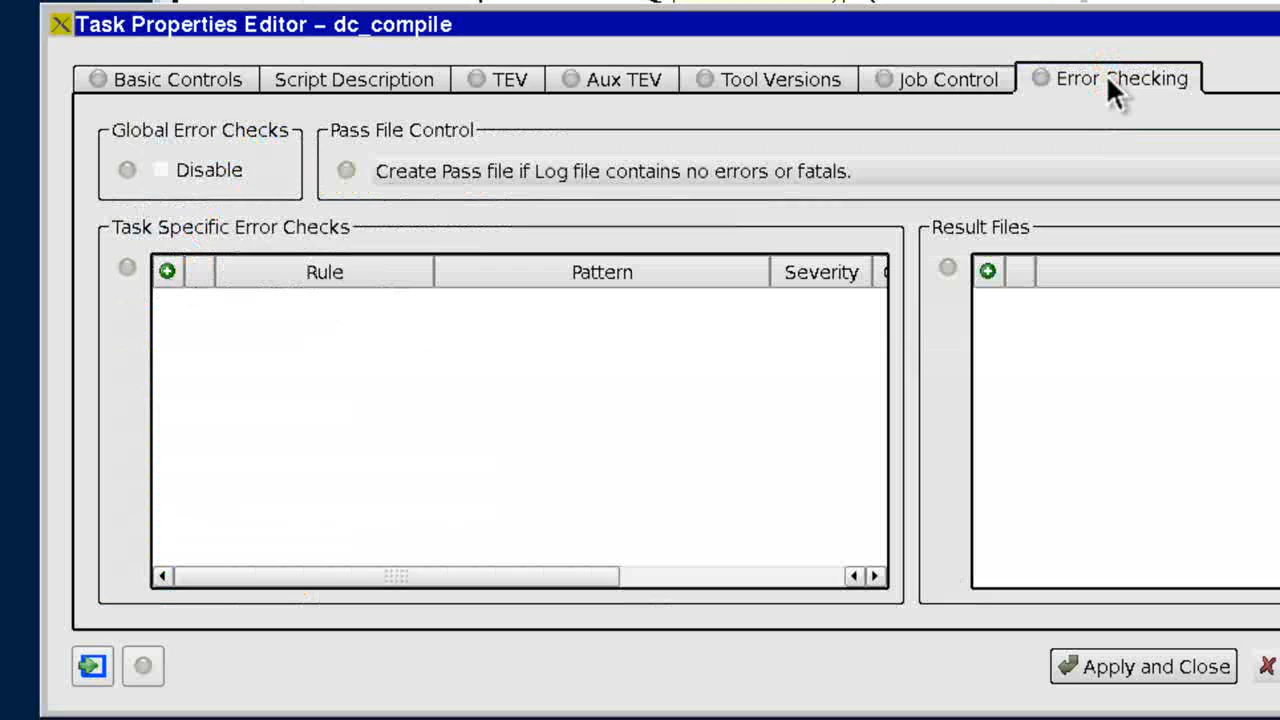 Task Properties Editor – dc_compile
Basic Controls Script Description TEV Aux TEV Tool Versions Job Control Error Checking
Global Error Checks Pass File Control
Disable Create Pass file if Log file contains no errors or fatals.
Task Specific Error Checks Result Files
Rule Pattern Severity
Apply and Close